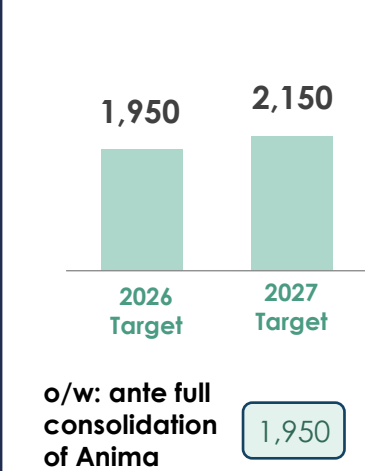 1,950
2,150
2026
Target
2027
Target
o/w: ante full
consolidation
of Anima
1,950